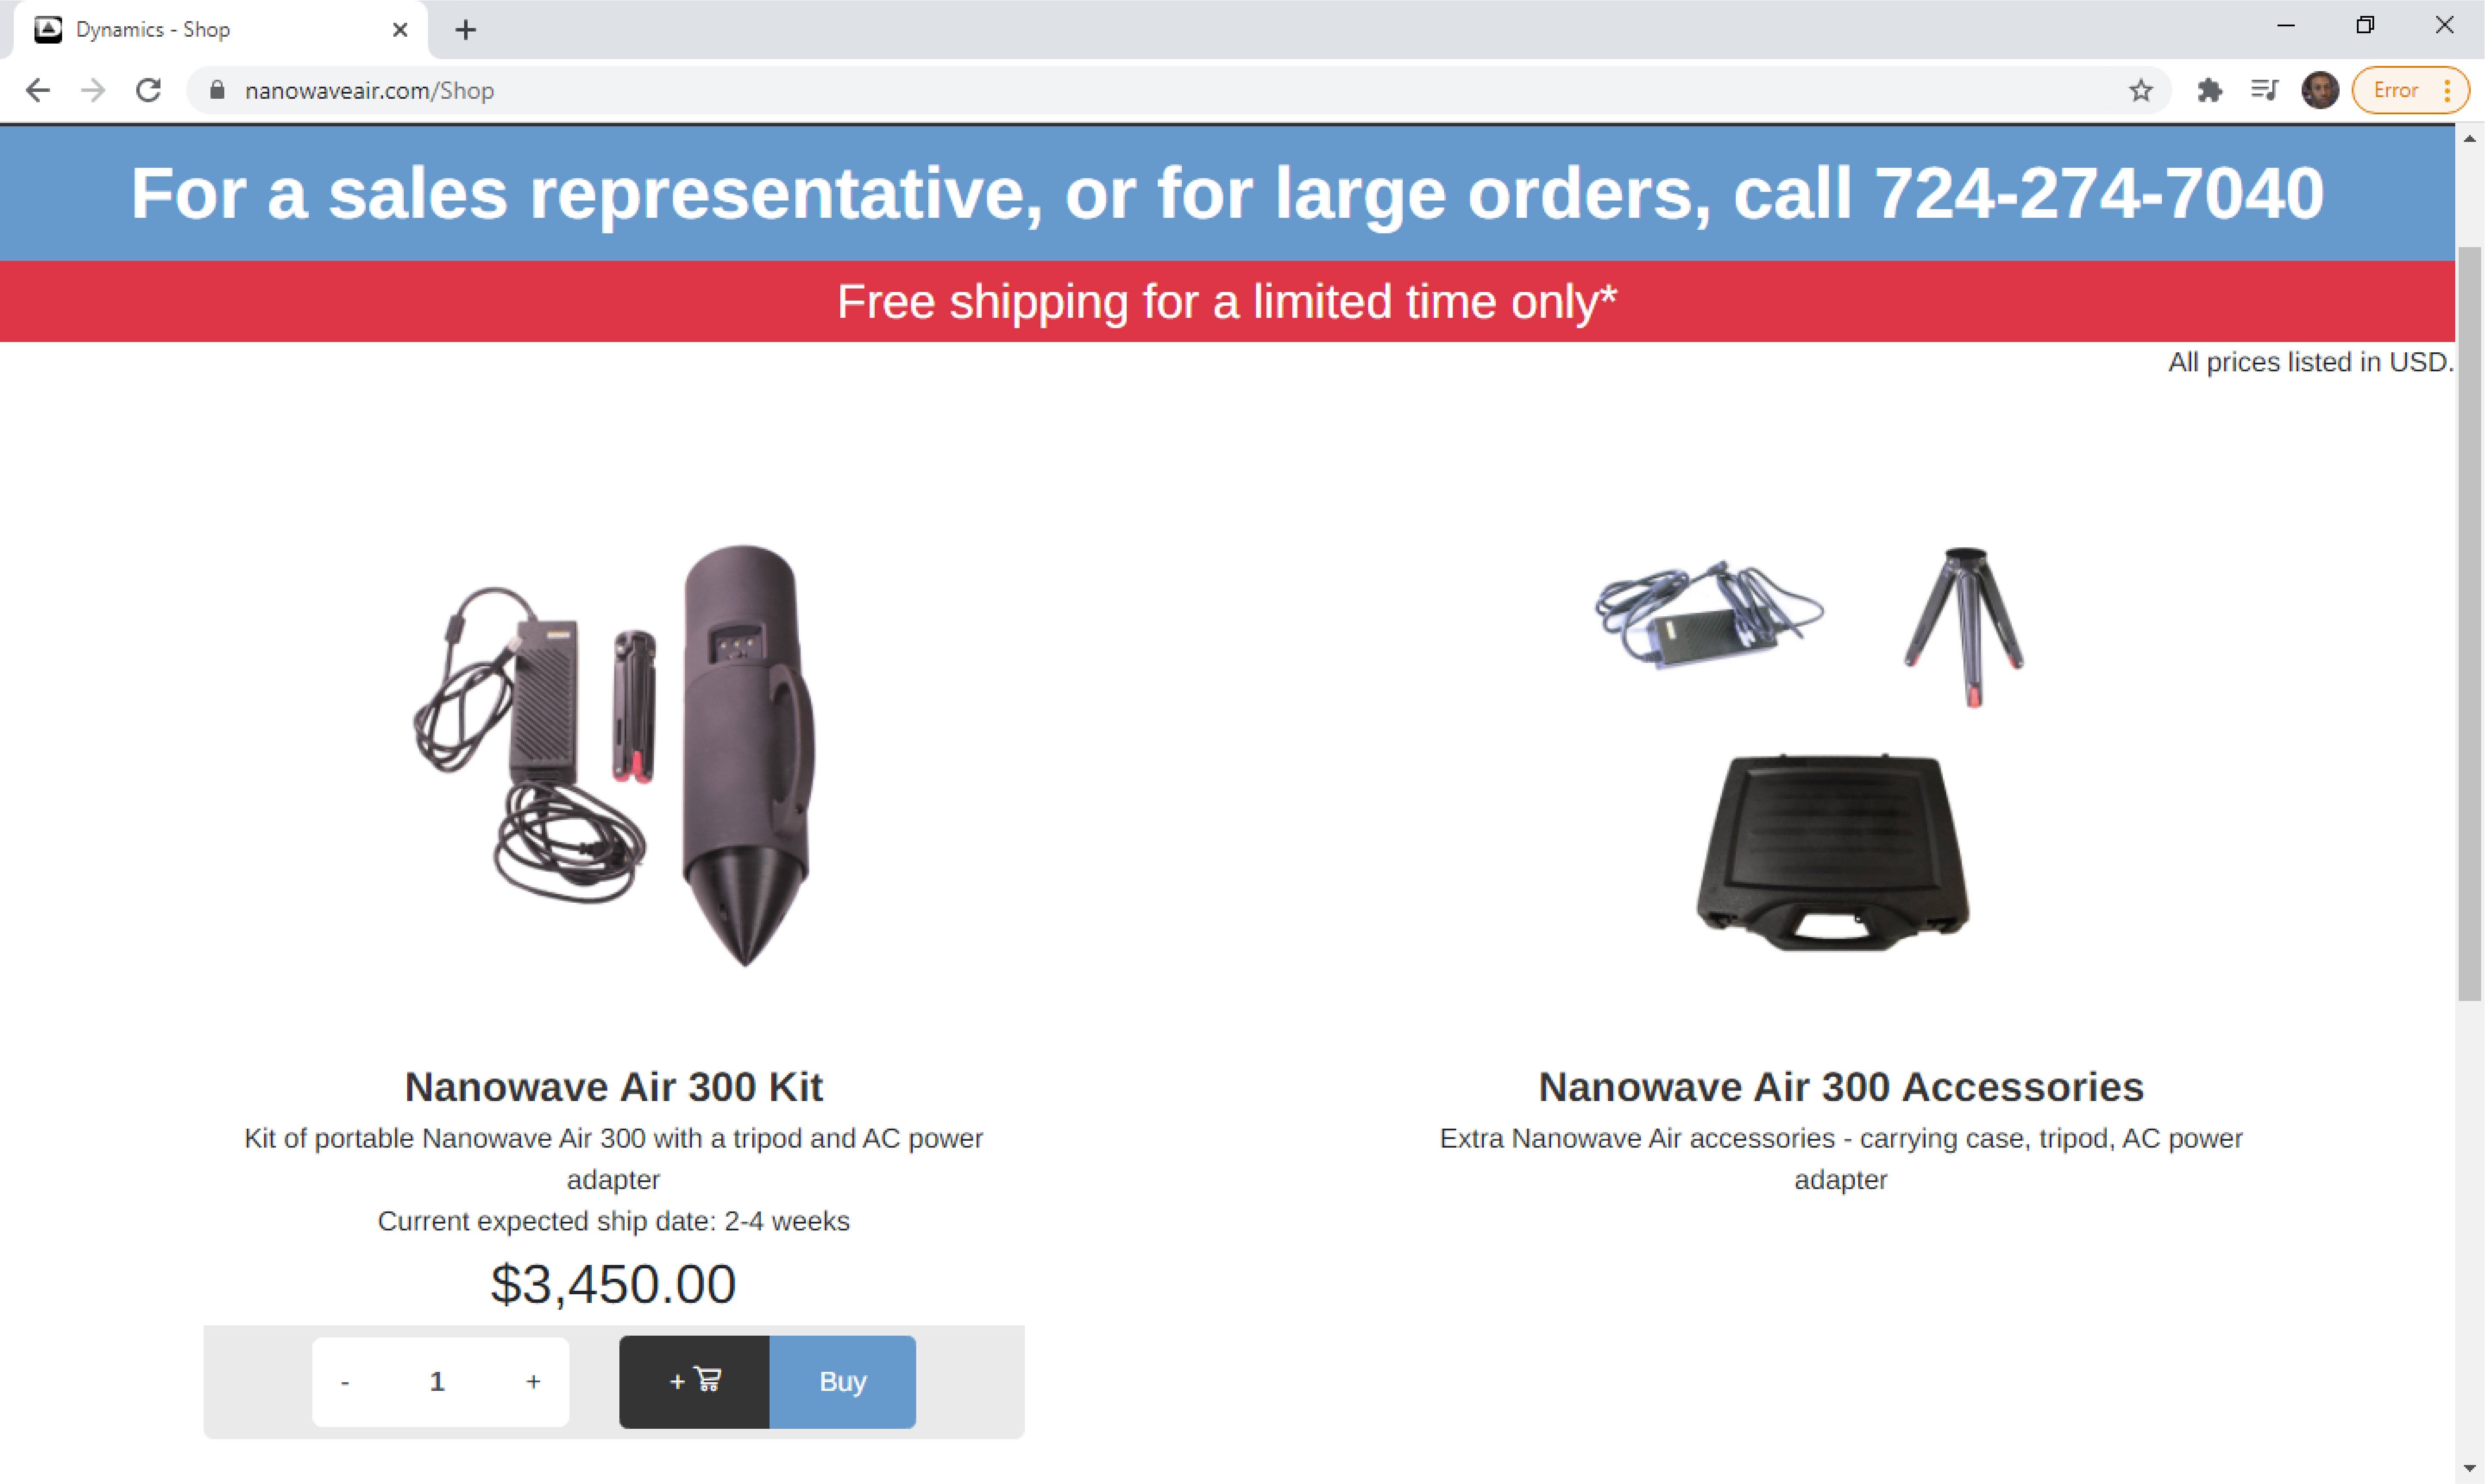 Dynamics - Shop
nanowaveair.com/Shop
Error
For a sales representative, or for large orders, call 724-274-7040
Free shipping for a limited time only*
All prices listed in USD.
Nanowave Air 300 Kit
Kit of portable Nanowave Air 300 with a tripod and AC power
adapter
Current expected ship date: 2-4 weeks
$3,450.00
- 1 + + Buy
Nanowave Air 300 Accessories
Extra Nanowave Air accessories - carrying case, tripod, AC power
adapter